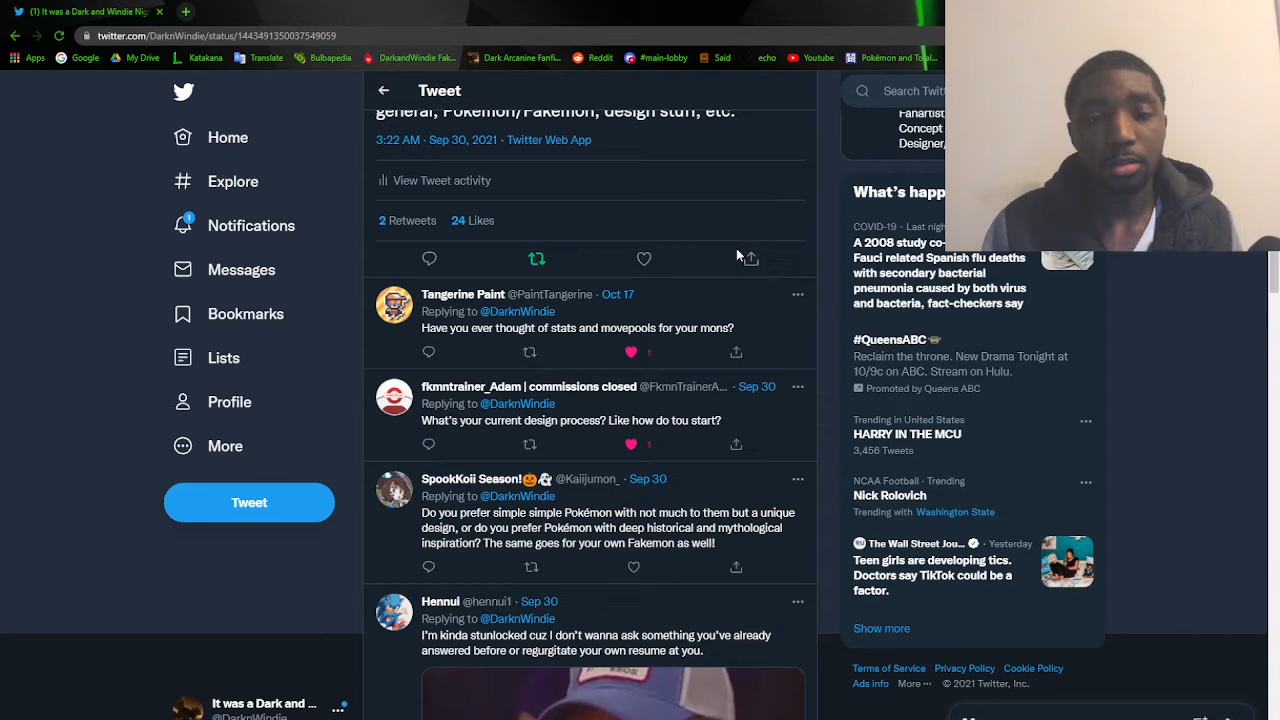 (1) It was a Dark and Windie Nig
twitter.com/DarknWindie/status/1443491350037549059
Apps
Google
My Drive
Katakana
Translate
Bulbapedia
DarkandWindie Fak...
Dark Arcanine Fanfi...
Reddit
#main-lobby
Said
echo
Youtube
Pokémon and Total...
Home
Explore
1
Notifications
Messages
Bookmarks
Lists
Profile
More
Tweet
It was a Dark and ...
@DarknWindie
Tweet
general, Pokemon/Fakemon, design stuff, etc.
3:22 AM · Sep 30, 2021 · Twitter Web App
View Tweet activity
2 Retweets 24 Likes
Tangerine Paint @PaintTangerine · Oct 17
Replying to @DarknWindie
Have you ever thought of stats and movepools for your mons?
1
fkmntrainer_Adam | commissions closed @FkmnTrainerA... · Sep 30
Replying to @DarknWindie
What's your current design process? Like how do tou start?
1
SpookKoii Season! @Kaiijumon_ · Sep 30
Replying to @DarknWindie
Do you prefer simple simple Pokémon with not much to them but a unique
design, or do you prefer Pokémon with deep historical and mythological
inspiration? The same goes for your own Fakemon as well!
Hennui @hennui1 · Sep 30
Replying to @DarknWindie
I'm kinda stunlocked cuz I don't wanna ask something you've already
answered before or regurgitate your own resume at you.
Search Twit
Fanartist,
Concept
Designer/
What's happ
COVID-19 · Last nigh
A 2008 study co-
Fauci related Spanish flu deaths
with secondary bacterial
pneumonia caused by both virus
and bacteria, fact-checkers say
#QueensABC
Reclaim the throne. New Drama Tonight at
10/9c on ABC. Stream on Hulu.
Promoted by Queens ABC
Trending in United States
HARRY IN THE MCU
3,456 Tweets
NCAA Football · Trending
Nick Rolovich
Trending with Washington State
The Wall Street Jou... · Yesterday
Teen girls are developing tics.
Doctors say TikTok could be a
factor.
Show more
Terms of Service Privacy Policy Cookie Policy
Ads info More ··· © 2021 Twitter, Inc.